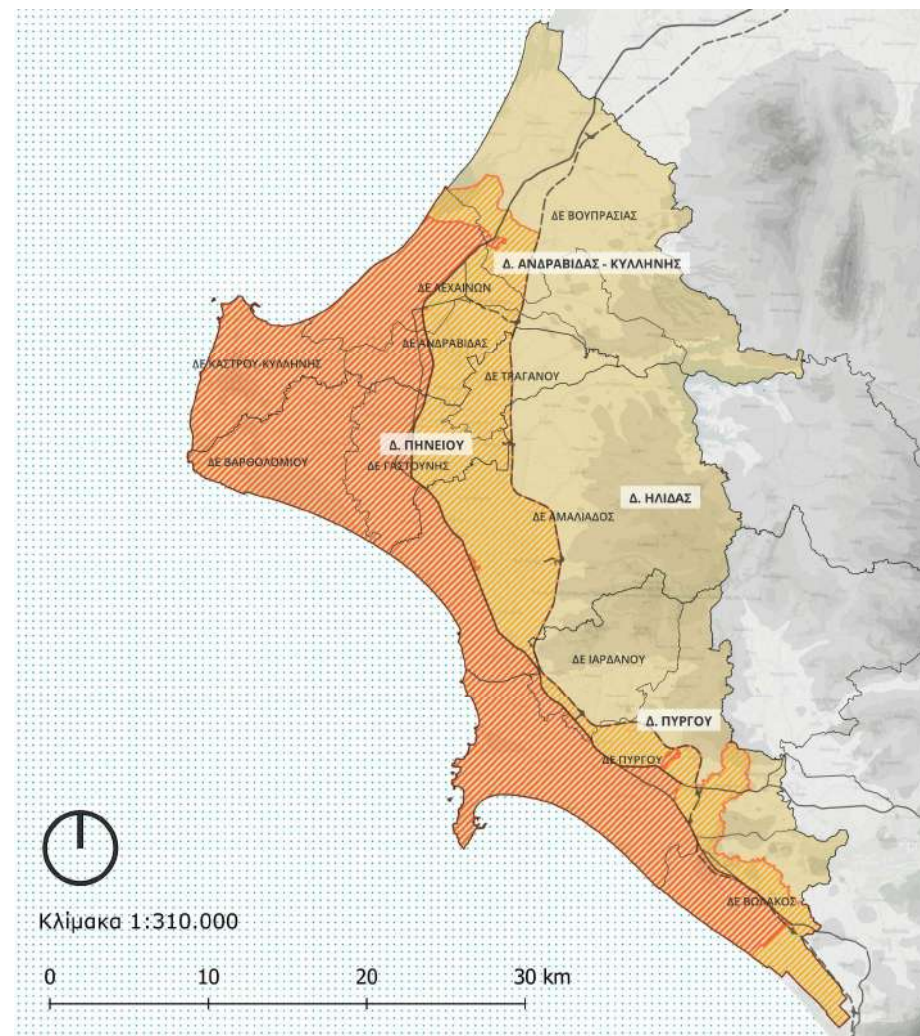 ΔΕ ΒΟΥΠΡΑΣΙΑΣ
Δ. ΑΝΔΡΑΒΙΔΑΣ - ΚΥΛΛΗΝΗΣ
ΔΕ ΛΕΧΑΙΝΩΝ
ΔΕ ΑΝΔΡΑΒΙΔΑΣ
ΔΕ ΚΑΣΤΡΟΥ-ΚΥΛΛΗΝΗΣ
ΔΕ ΤΡΑΓΑΝΟΥ
Δ. ΠΗΝΕΙΟΥ
ΔΕ ΒΑΡΘΟΛΟΜΙΟΥ
ΔΕ ΓΑΣΤΟΥΝΗΣ
Δ. ΗΛΙΔΑΣ
ΔΕ ΑΜΑΛΙΑΔΟΣ
ΔΕ ΙΑΡΔΑΝΟΥ
Δ. ΠΥΡΓΟΥ
ΔΕ ΠΥΡΓΟΥ
ΔΕ ΒΩΛΑΚΟΣ
Κλίμακα 1:310.000
0 10 20 30 km